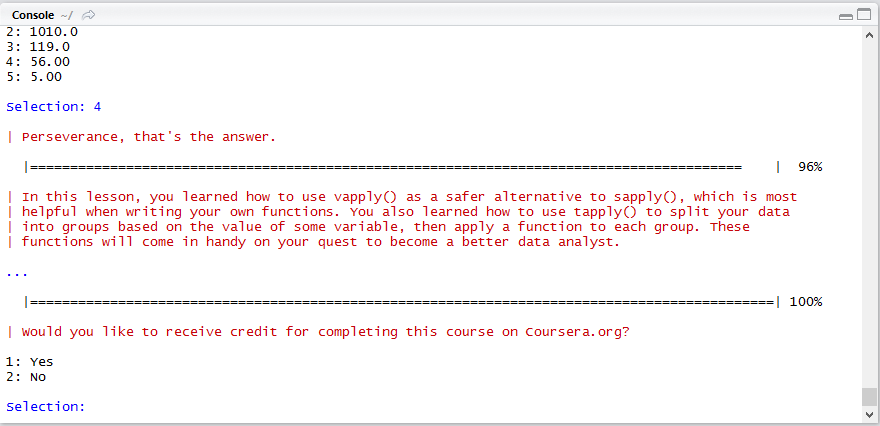 Console ~/
2: 1010.0
3: 119.0
4: 56.00
5: 5.00
Selection: 4
| Perseverance, that's the answer.
|=========================================================================================    |  96%
| In this lesson, you learned how to use vapply() as a safer alternative to sapply(), which is most
| helpful when writing your own functions. You also learned how to use tapply() to split your data
| into groups based on the value of some variable, then apply a function to each group. These
| functions will come in handy on your quest to become a better data analyst.
...
|=============================================================================================| 100%
| Would you like to receive credit for completing this course on Coursera.org?
1: Yes
2: No
Selection: